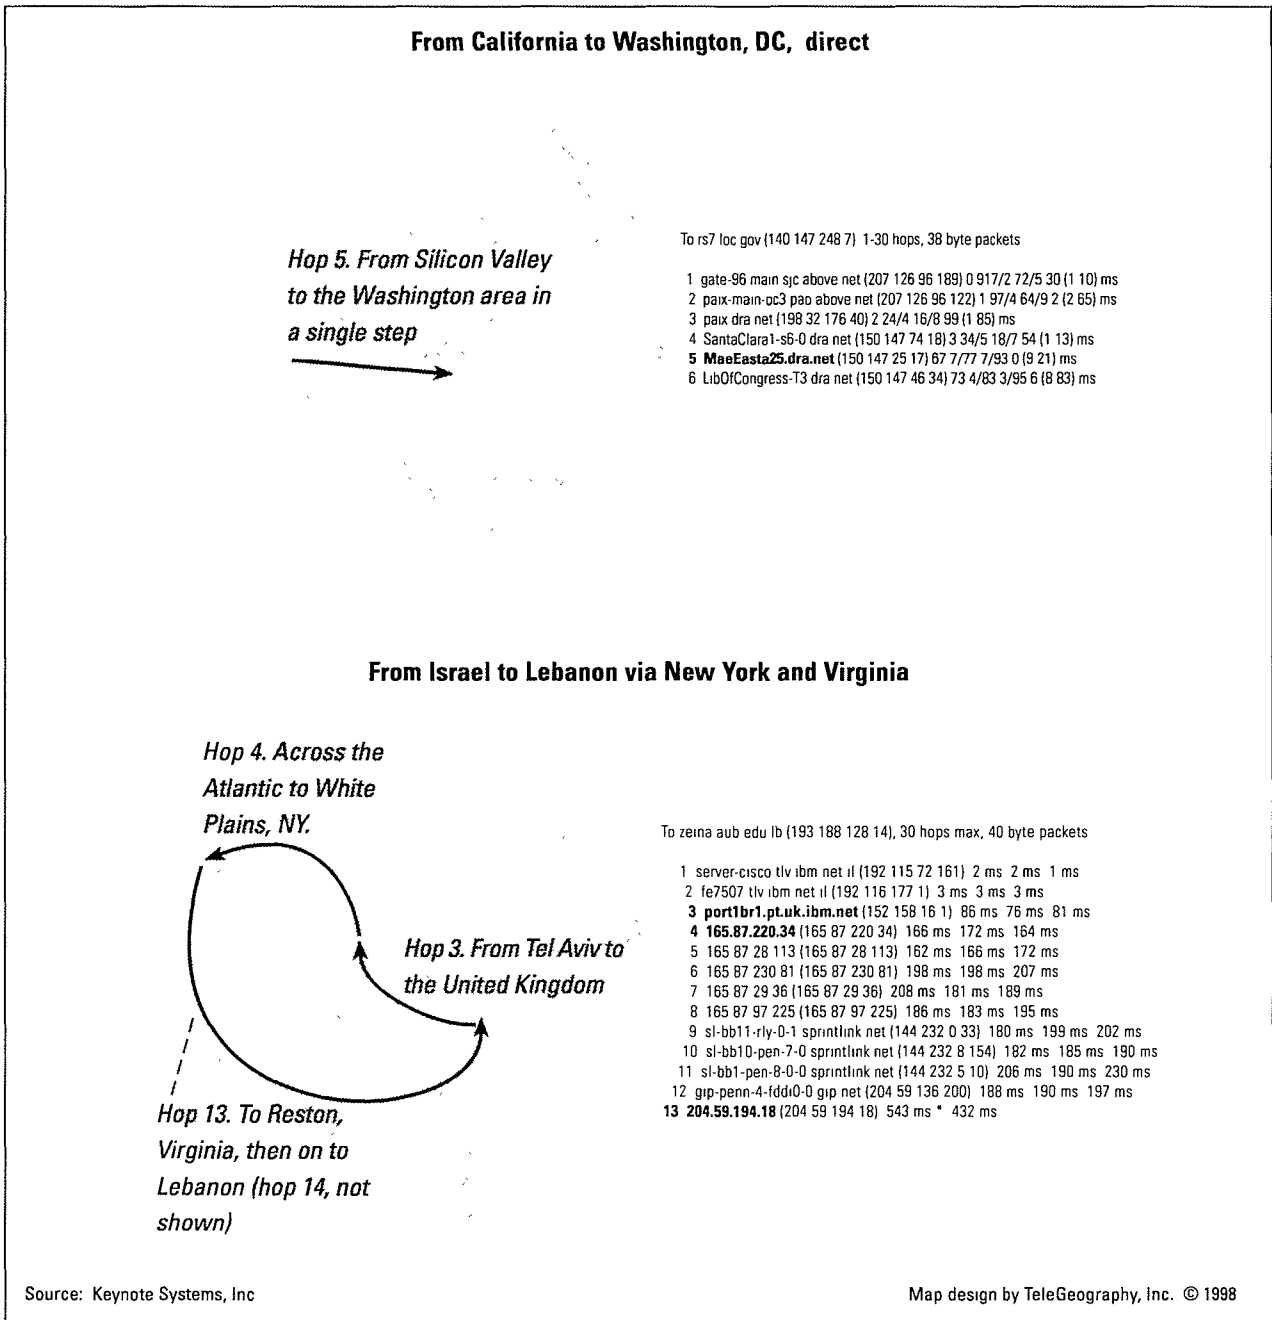 From California to Washington, DC, direct
Hop 5. From Silicon Valley
to the Washington area in
a single step
To rs7 loc gov (140 147 248 7) 1-30 hops, 38 byte packets
1 gate-96 main sjc above net (207 126 96 189) 0 917/2 72/5 30 (1 10) ms
2 paix-main-oc3 pao above net (207 126 96 122) 1 97/4 64/9 2 (2 65) ms
3 paix dra net (198 32 176 40) 2 24/4 16/8 99 (1 85) ms
4 SantaClara1-s6-0 dra net (150 147 74 18) 3 34/5 18/7 54 (1 13) ms
5 MaeEasta25.dra.net (150 147 25 17) 67 7/77 7/93 0 (9 21) ms
6 LibOfCongress-T3 dra net (150 147 46 34) 73 4/83 3/95 6 (8 83) ms
From Israel to Lebanon via New York and Virginia
Hop 4. Across the
Atlantic to White
Plains, NY.
Hop 3. From Tel Aviv to
the United Kingdom
Hop 13. To Reston,
Virginia, then on to
Lebanon (hop 14, not
shown)
To zeina aub edu lb (193 188 128 14), 30 hops max, 40 byte packets
1 server-cisco tlv ibm net il (192 115 72 161) 2 ms 2 ms 1 ms
2 fe7507 tlv ibm net il (192 116 177 1) 3 ms 3 ms 3 ms
3 port1br1.pt.uk.ibm.net (152 158 16 1) 86 ms 76 ms 81 ms
4 165.87.220.34 (165 87 220 34) 166 ms 172 ms 164 ms
5 165 87 28 113 (165 87 28 113) 162 ms 166 ms 172 ms
6 165 87 230 81 (165 87 230 81) 198 ms 198 ms 207 ms
7 165 87 29 36 (165 87 29 36) 208 ms 181 ms 189 ms
8 165 87 97 225 (165 87 97 225) 186 ms 183 ms 195 ms
9 sl-bb11-rly-0-1 sprintlink net (144 232 0 33) 180 ms 199 ms 202 ms
10 sl-bb10-pen-7-0 sprintlink net (144 232 8 154) 182 ms 185 ms 190 ms
11 sl-bb1-pen-8-0-0 sprintlink net (144 232 5 10) 206 ms 190 ms 230 ms
12 gip-penn-4-fddi0-0 gip net (204 59 136 200) 188 ms 190 ms 197 ms
13 204.59.194.18 (204 59 194 18) 543 ms * 432 ms
Source: Keynote Systems, Inc
Map design by TeleGeography, Inc. © 1998